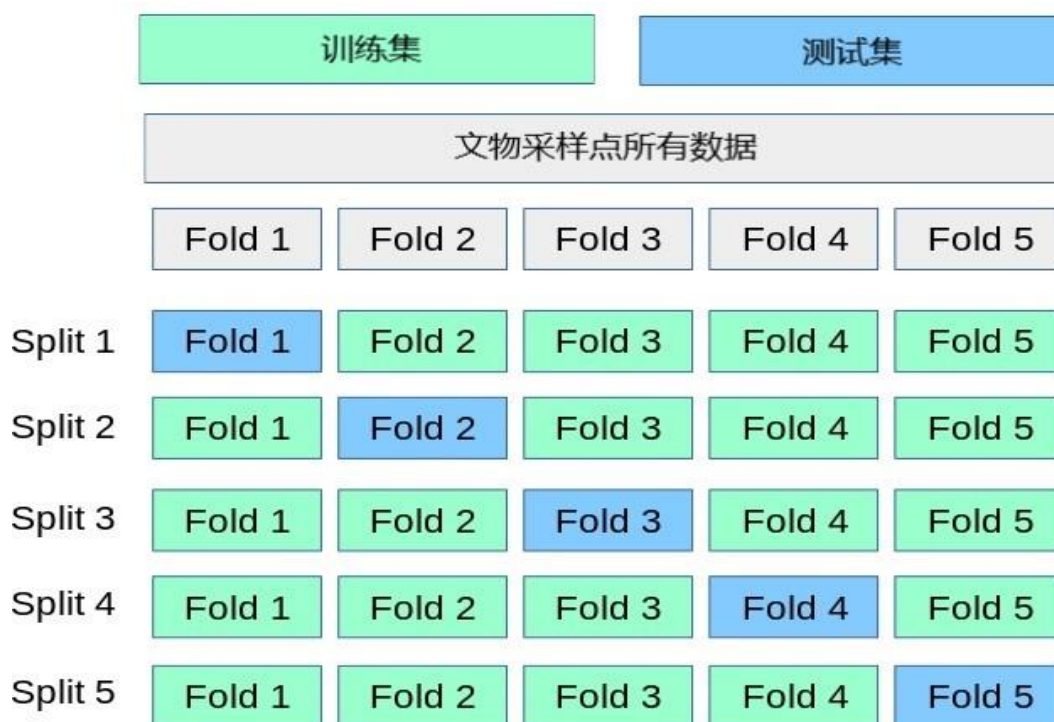 训练集 测试集
文物采样点所有数据
Fold 1 Fold 2 Fold 3 Fold 4 Fold 5
Split 1 Fold 1 Fold 2 Fold 3 Fold 4 Fold 5
Split 2 Fold 1 Fold 2 Fold 3 Fold 4 Fold 5
Split 3 Fold 1 Fold 2 Fold 3 Fold 4 Fold 5
Split 4 Fold 1 Fold 2 Fold 3 Fold 4 Fold 5
Split 5 Fold 1 Fold 2 Fold 3 Fold 4 Fold 5